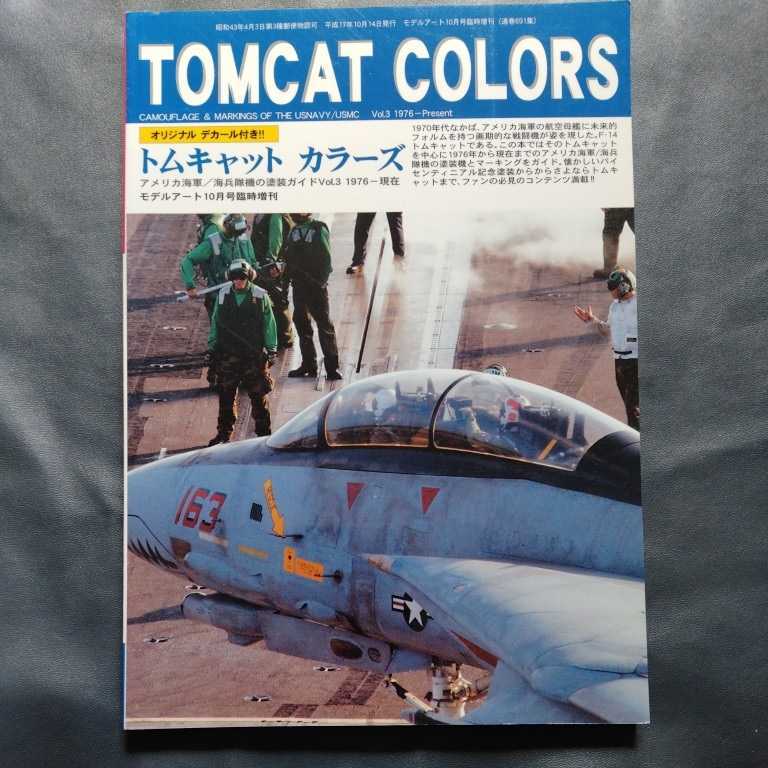 昭和43年4月3日第3種郵便物認可　平成17年10月14日発行　モデルアート10月号臨時増刊（通巻691集）
TOMCAT COLORS
CAMOUFLAGE & MARKINGS OF THE USNAVY/USMC Vol.3 1976－Present
オリジナル デカール付き!!
トムキャット カラーズ
アメリカ海軍／海兵隊機の塗装ガイドVol.3 1976－現在
モデルアート10月号臨時増刊
1970年代なかば、アメリカ海軍の航空母艦に未来的
フォルムを持つ画期的な戦闘機が姿を現した。F-14
トムキャットである。この本ではそのトムキャット
を中心に1976年から現在までのアメリカ海軍/海兵
隊機の塗装機とマーキングをガイド。懐かしいバイ
センティニアル記念塗装からからさよならトムキ
ャットまで、ファンの必見のコンテンツ満載!!
163